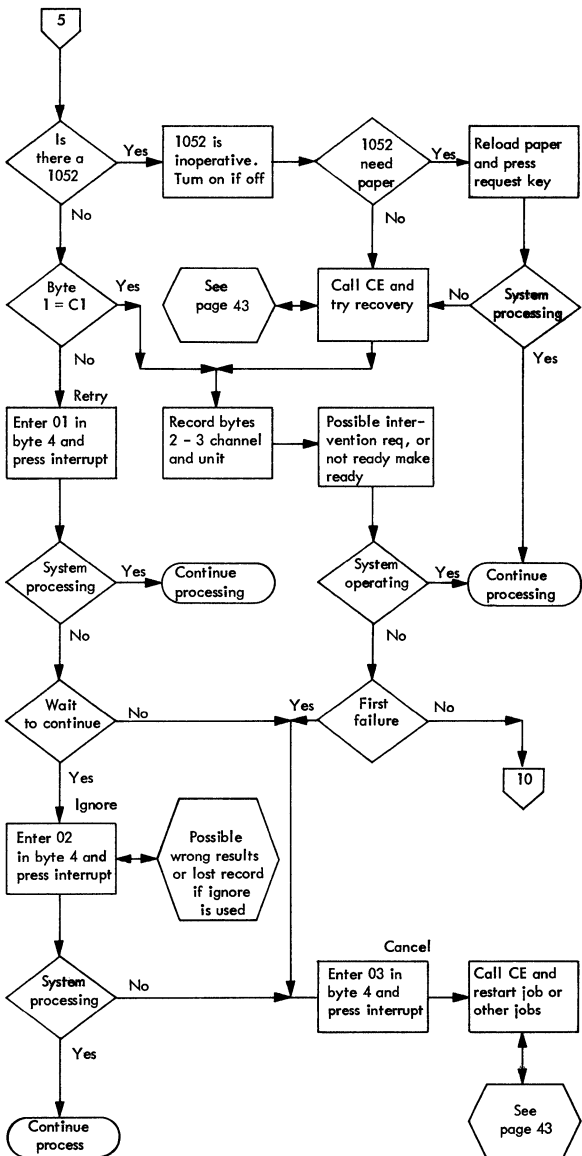 5
Is
there a
1052
Yes
No
1052 is
inoperative.
Turn on if off
1052
need
paper
Yes
No
Reload paper
and press
request key
Byte
1 = C1
Yes
No
See
page 43
Call CE and
try recovery
No
System
processing
Yes
Retry
Enter 01 in
byte 4 and
press interrupt
Record bytes
2 - 3 channel
and unit
Possible inter-
vention req, or
not ready make
ready
System
processing
Yes
No
Continue
processing
System
operating
Yes
No
Continue
processing
Wait
to continue
No
Yes
Yes
First
failure
No
10
Ignore
Enter 02
in byte 4 and
press interrupt
Possible
wrong results
or lost record
if ignore
is used
System
processing
No
Yes
Cancel
Enter 03 in
byte 4 and
press interrupt
Call CE and
restart job or
other jobs
Continue
process
See
page 43